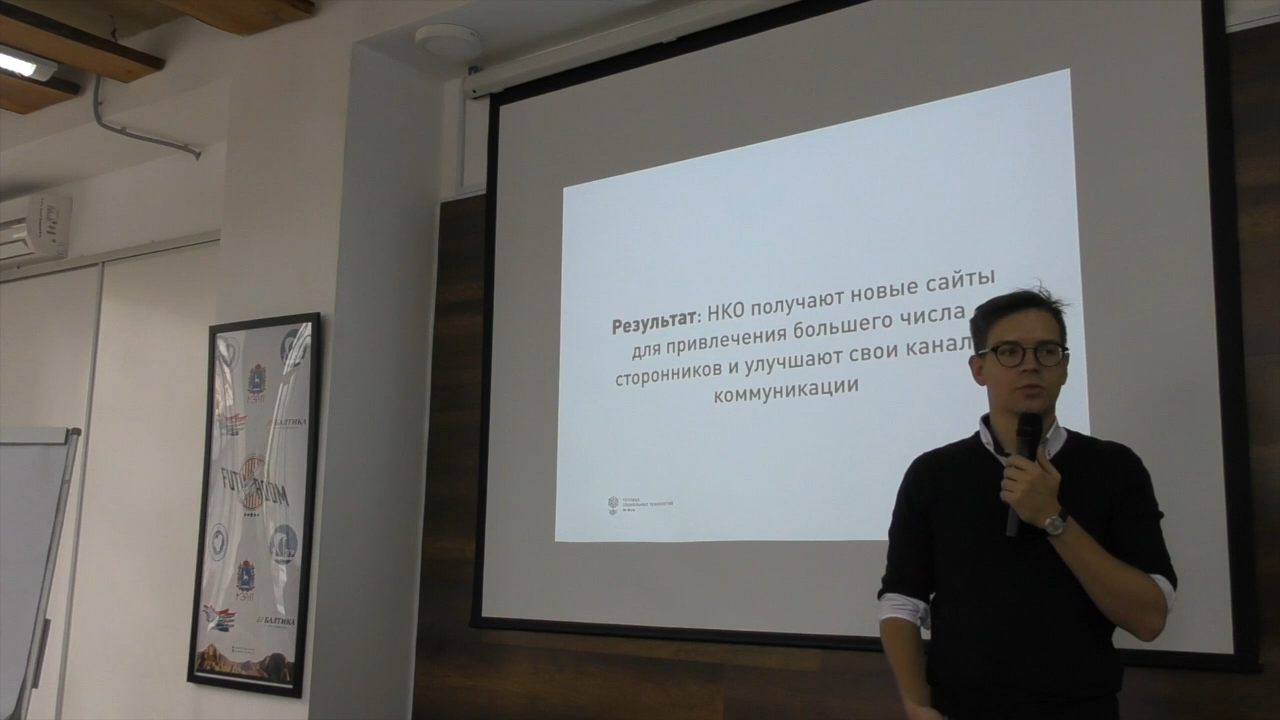 Результат: НКО получают новые сайты
для привлечения большего числа
сторонников и улучшают свои канал
коммуникации
БАЛТИКА
БАЛТИКА